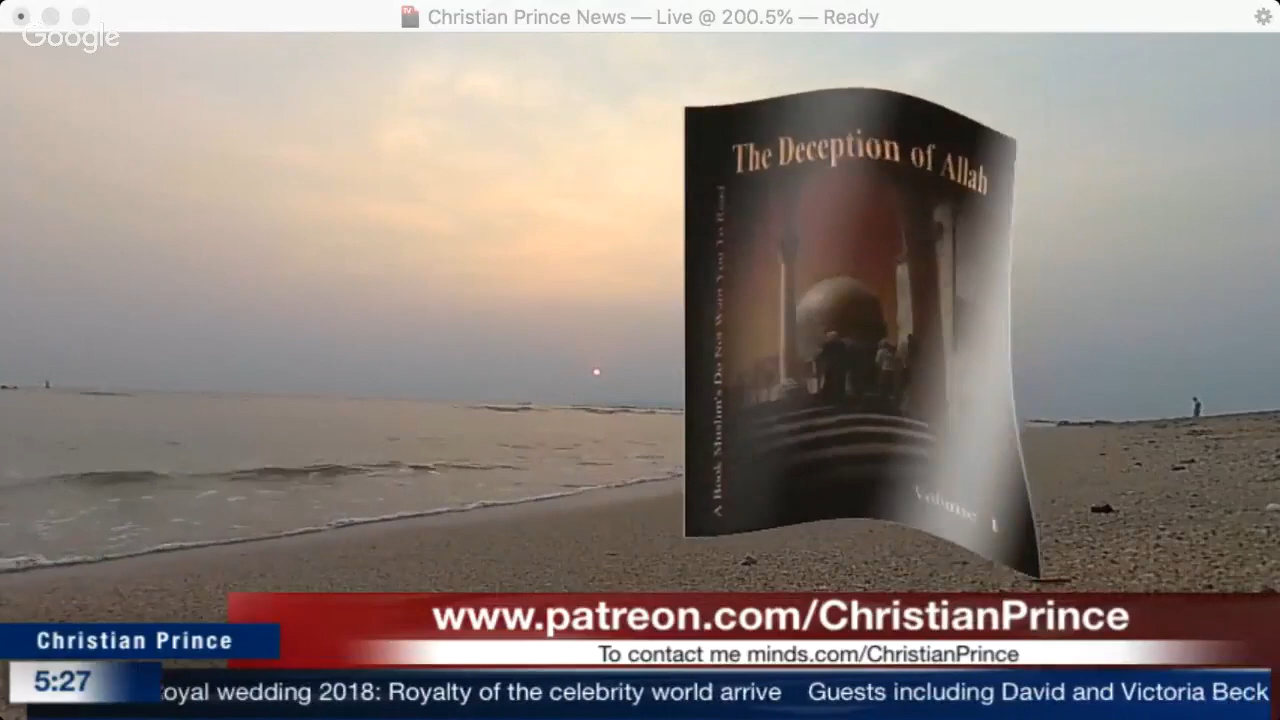 Christian Prince News — Live @ 200.5% — Ready
Google
The Deception of Allah
A Book Muslim's Do Not Want You To Read
Volume 1
www.patreon.com/ChristianPrince
Christian Prince
To contact me minds.com/ChristianPrince
5:27
oyal wedding 2018: Royalty of the celebrity world arrive Guests including David and Victoria Beck